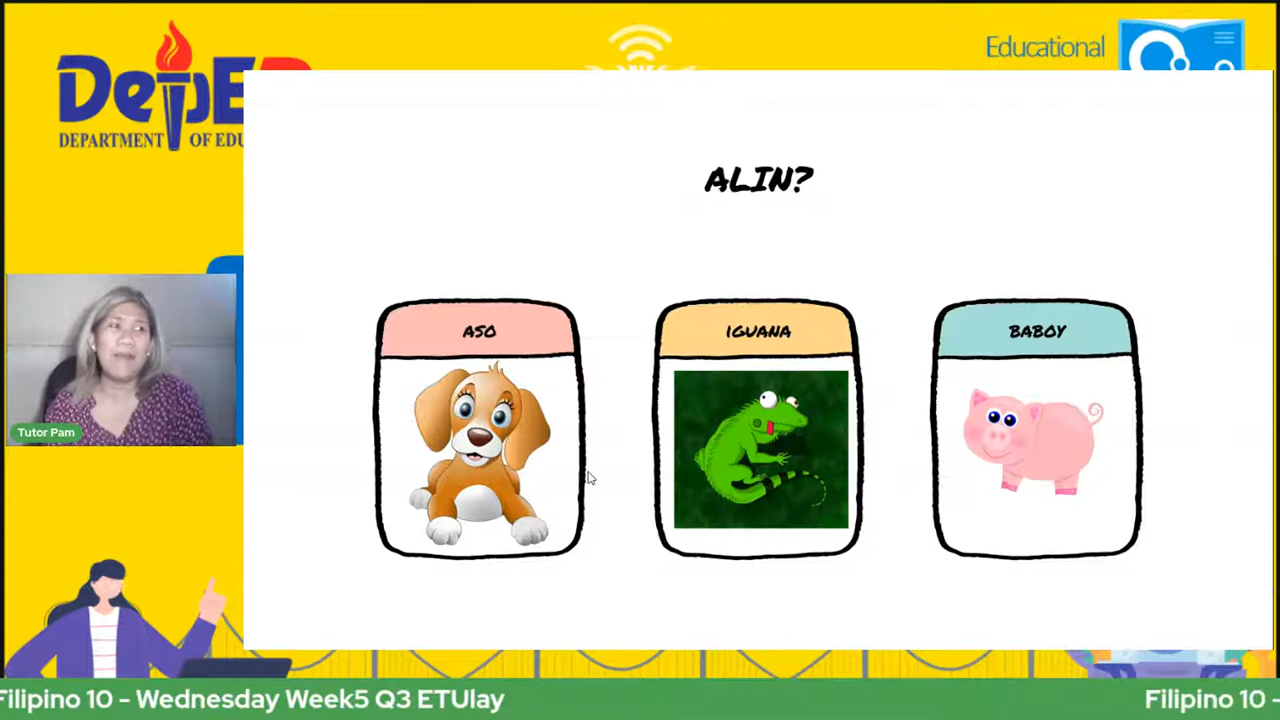 DepED
DEPARTMENT OF EDU
Educational
ALIN?
ASO
IGUANA
BABOY
Tutor Pam
Filipino 10 - Wednesday Week5 Q3 ETUlay
Filipino 10 -